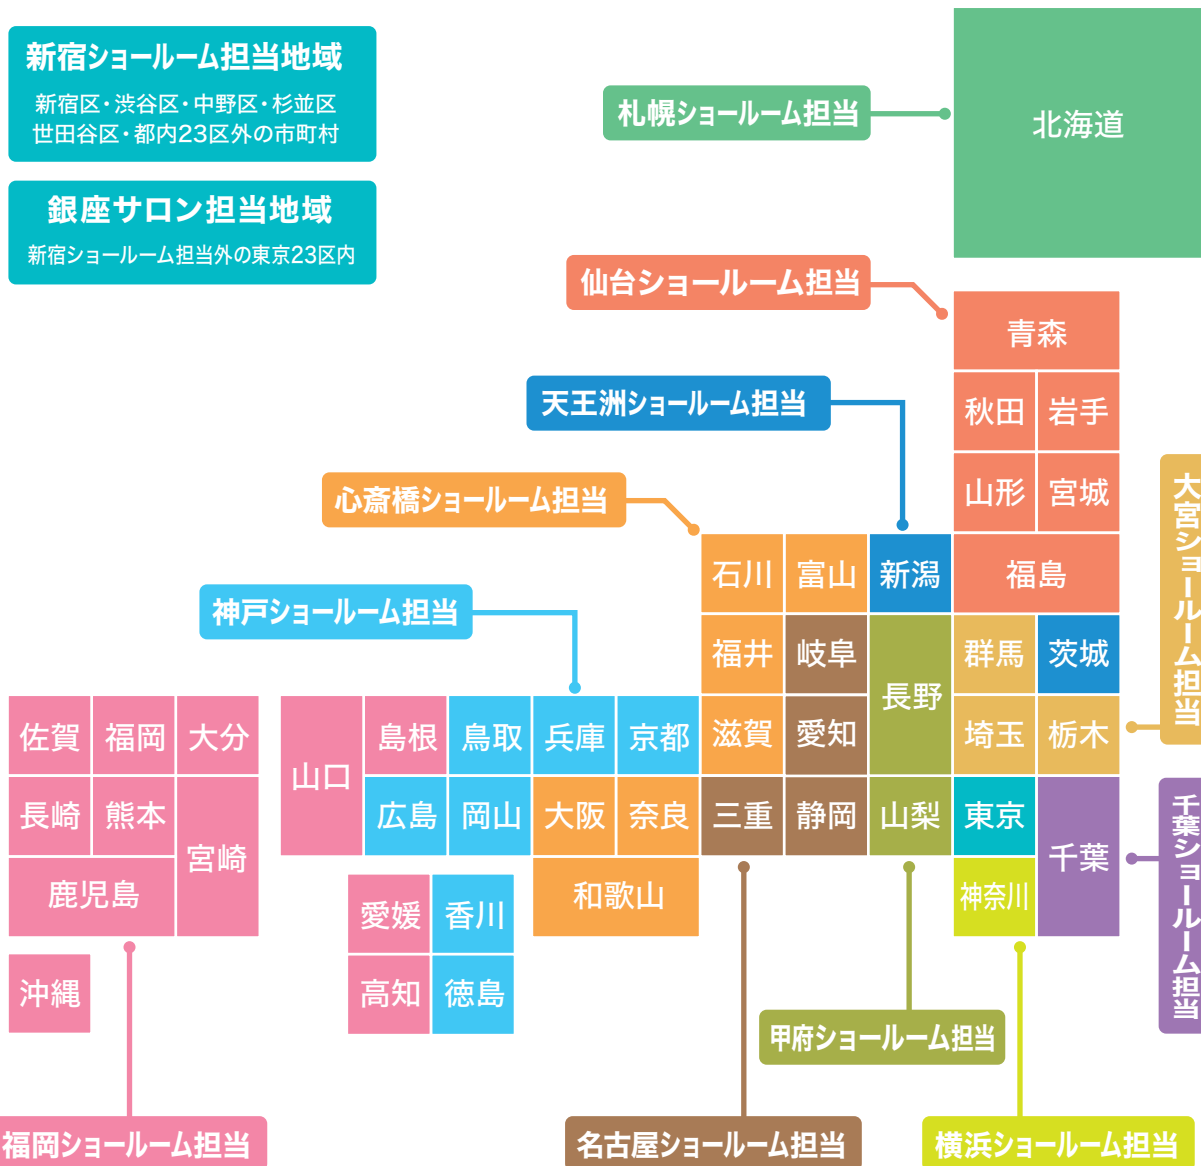 新宿ショールーム担当地域
新宿区・渋谷区・中野区・杉並区
世田谷区・都内23区外の市町村
銀座サロン担当地域
新宿ショールーム担当外の東京23区内
札幌ショールーム担当
北海道
仙台ショールーム担当
青森
秋田 岩手
山形 宮城
福島
天王洲ショールーム担当
新潟
茨城
大宮ショールーム担当
群馬
埼玉 栃木
心斎橋ショールーム担当
石川 富山
福井
滋賀
大阪 奈良
和歌山
神戸ショールーム担当
鳥取 兵庫 京都
広島 岡山
香川
徳島
岐阜
愛知
三重 静岡
名古屋ショールーム担当
長野
山梨
甲府ショールーム担当
東京
千葉
千葉ショールーム担当
神奈川
横浜ショールーム担当
佐賀 福岡 大分
長崎 熊本
宮崎
鹿児島
沖縄
山口
島根
愛媛
高知
福岡ショールーム担当